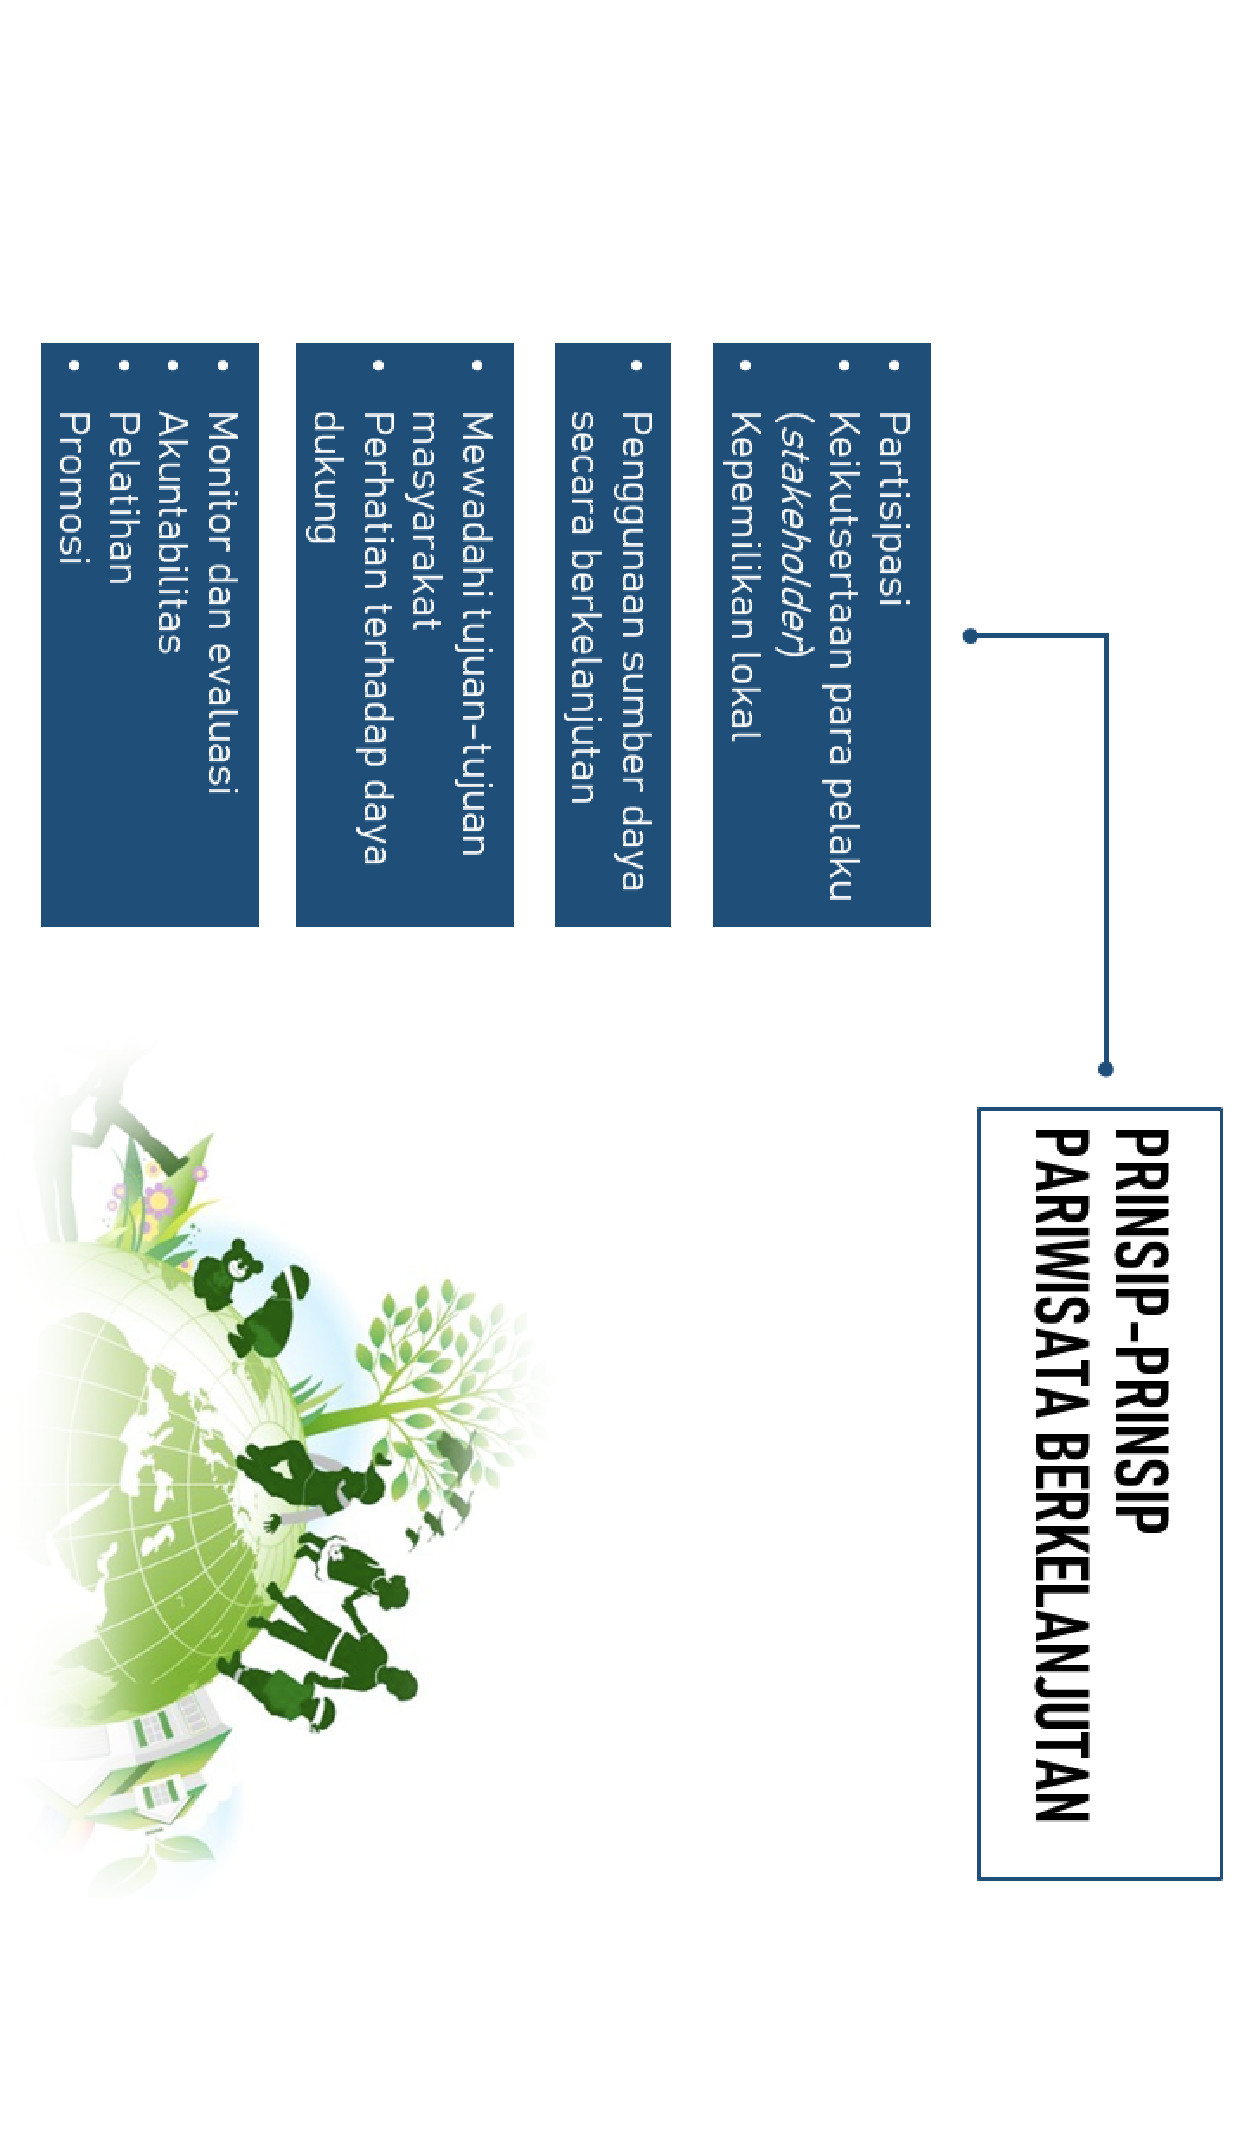 PRINSIP-PRINSIP
PARIWISATA BERKELANJUTAN
• Partisipasi
• Keikutsertaan para pelaku
(stakeholder)
• Kepemilikan lokal
• Penggunaan sumber daya
secara berkelanjutan
• Mewadahi tujuan-tujuan
masyarakat
• Perhatian terhadap daya
dukung
• Monitor dan evaluasi
• Akuntabilitas
• Pelatihan
• Promosi